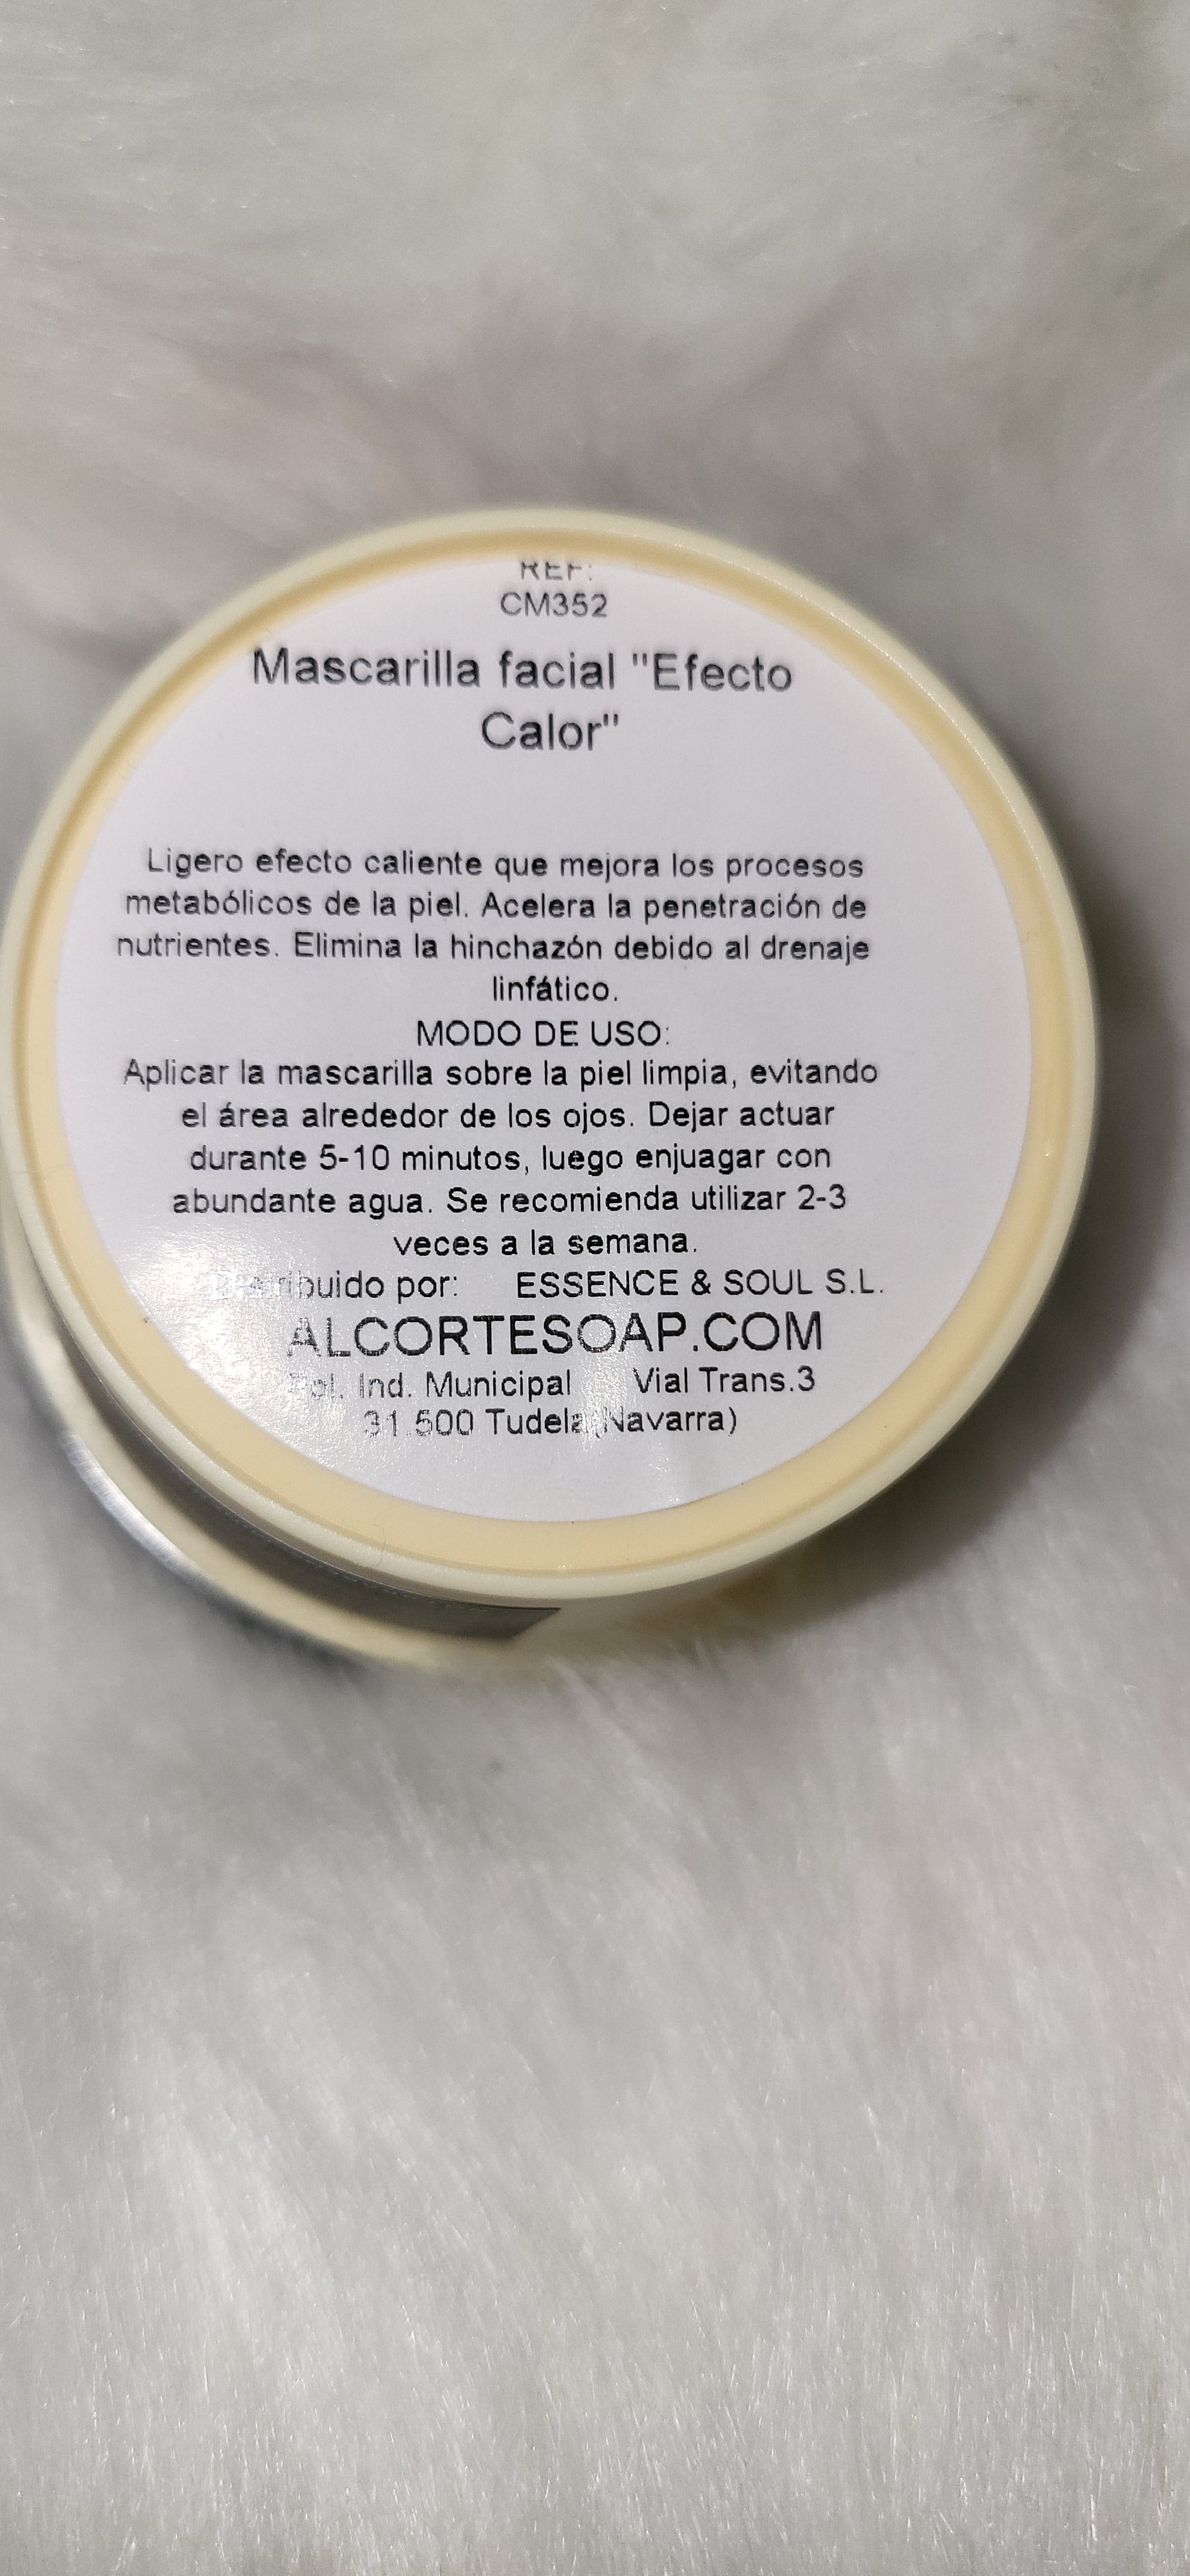 REF:
CM352
Mascarilla facial "Efecto
Calor"
Ligero efecto caliente que mejora los procesos
metabólicos de la piel. Acelera la penetración de
nutrientes. Elimina la hinchazón debido al drenaje
linfático.
MODO DE USO:
Aplicar la mascarilla sobre la piel limpia, evitando
el área alrededor de los ojos. Dejar actuar
durante 5-10 minutos, luego enjuagar con
abundante agua. Se recomienda utilizar 2-3
veces a la semana.
por: ESSENCE & SOUL S.L.
ALCORTESOAP.COM
Pol. Ind. Municipal Vial Trans.3
31.500 Tudela (Navarra)